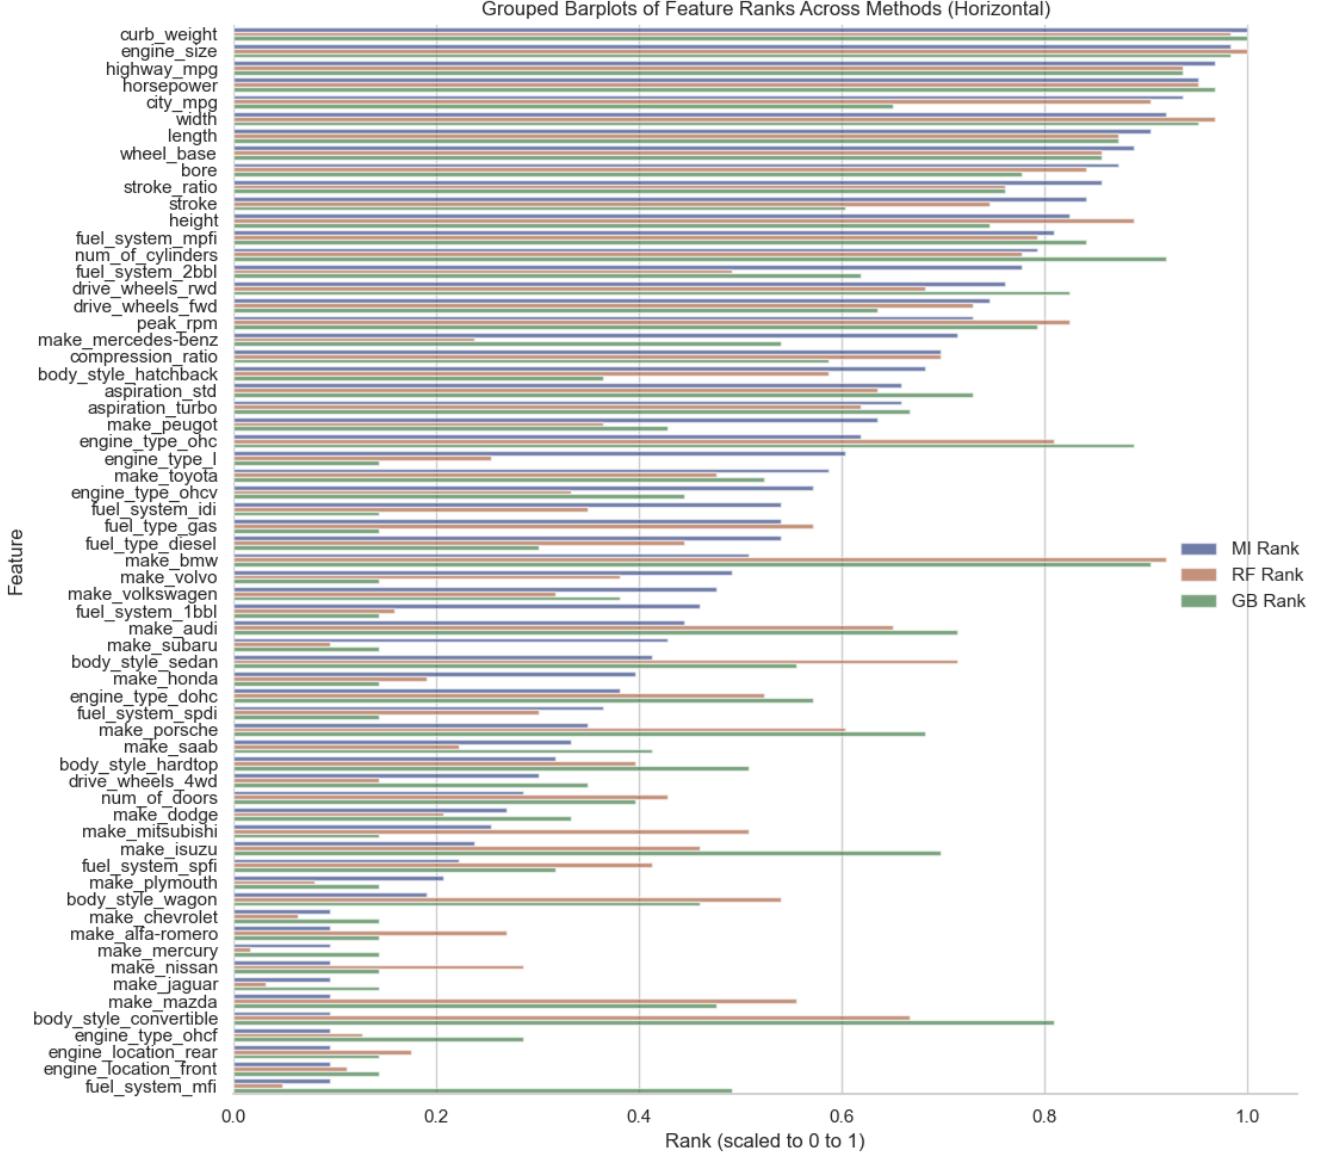 Grouped Barplots of Feature Ranks Across Methods (Horizontal)
curb_weight
engine_size
highway_mpg
horsepower
city_mpg
width
length
wheel_base
bore
stroke_ratio
stroke
height
fuel_system_mpfi
num_of_cylinders
fuel_system_2bbl
drive_wheels_rwd
drive_wheels_fwd
peak_rpm
make_mercedes-benz
compression_ratio
body_style_hatchback
aspiration_std
aspiration_turbo
make_peugot
engine_type_ohc
engine_type_l
make_toyota
engine_type_ohcv
fuel_system_idi
fuel_type_gas
fuel_type_diesel
make_bmw
make_volvo
make_volkswagen
fuel_system_1bbl
make_audi
make_subaru
body_style_sedan
make_honda
engine_type_dohc
fuel_system_spdi
make_porsche
make_saab
body_style_hardtop
drive_wheels_4wd
num_of_doors
make_dodge
make_mitsubishi
make_isuzu
fuel_system_spfi
make_plymouth
body_style_wagon
make_chevrolet
make_alfa-romero
make_mercury
make_nissan
make_jaguar
make_mazda
body_style_convertible
engine_type_ohcf
engine_location_rear
engine_location_front
fuel_system_mfi
Feature
MI Rank
RF Rank
GB Rank
0.0 0.2 0.4 0.6 0.8 1.0
Rank (scaled to 0 to 1)